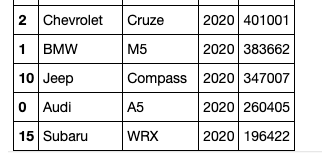 2 Chevrolet Cruze 2020 401001
1 BMW M5 2020 383662
10 Jeep Compass 2020 347007
0 Audi A5 2020 260405
15 Subaru WRX 2020 196422